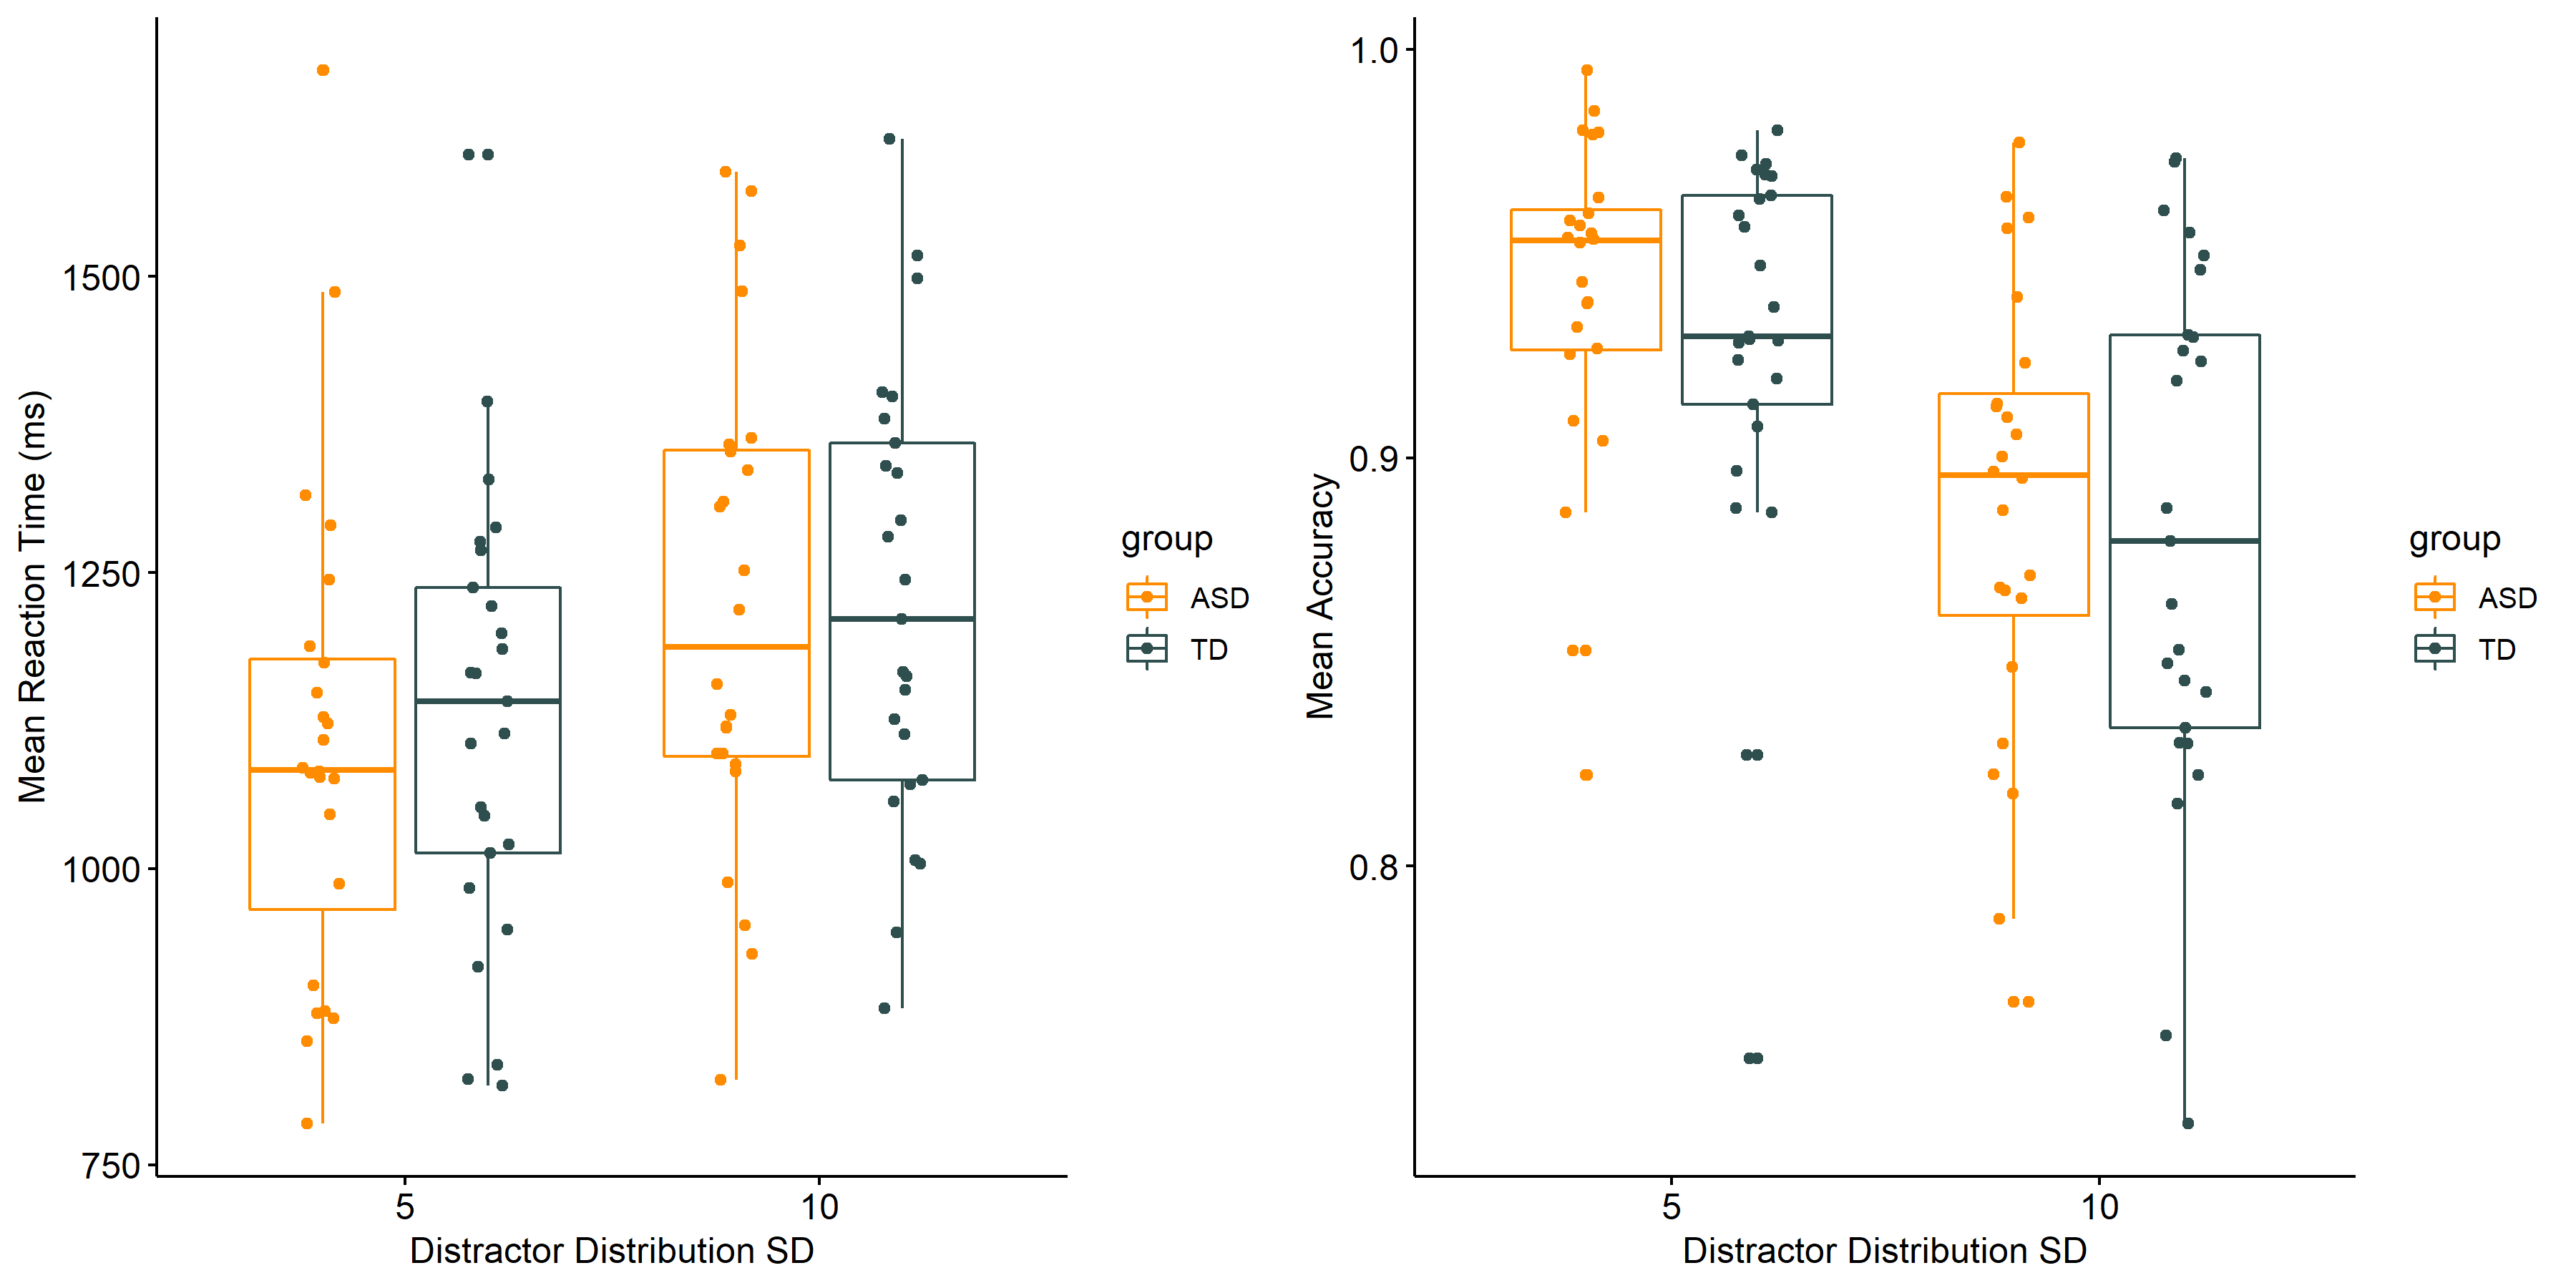 Mean Reaction Time (ms)
1500
1250
1000
750
5
10
Distractor Distribution SD
group
ASD
TD
Mean Accuracy
1.0
0.9
0.8
5
10
Distractor Distribution SD
group
ASD
TD